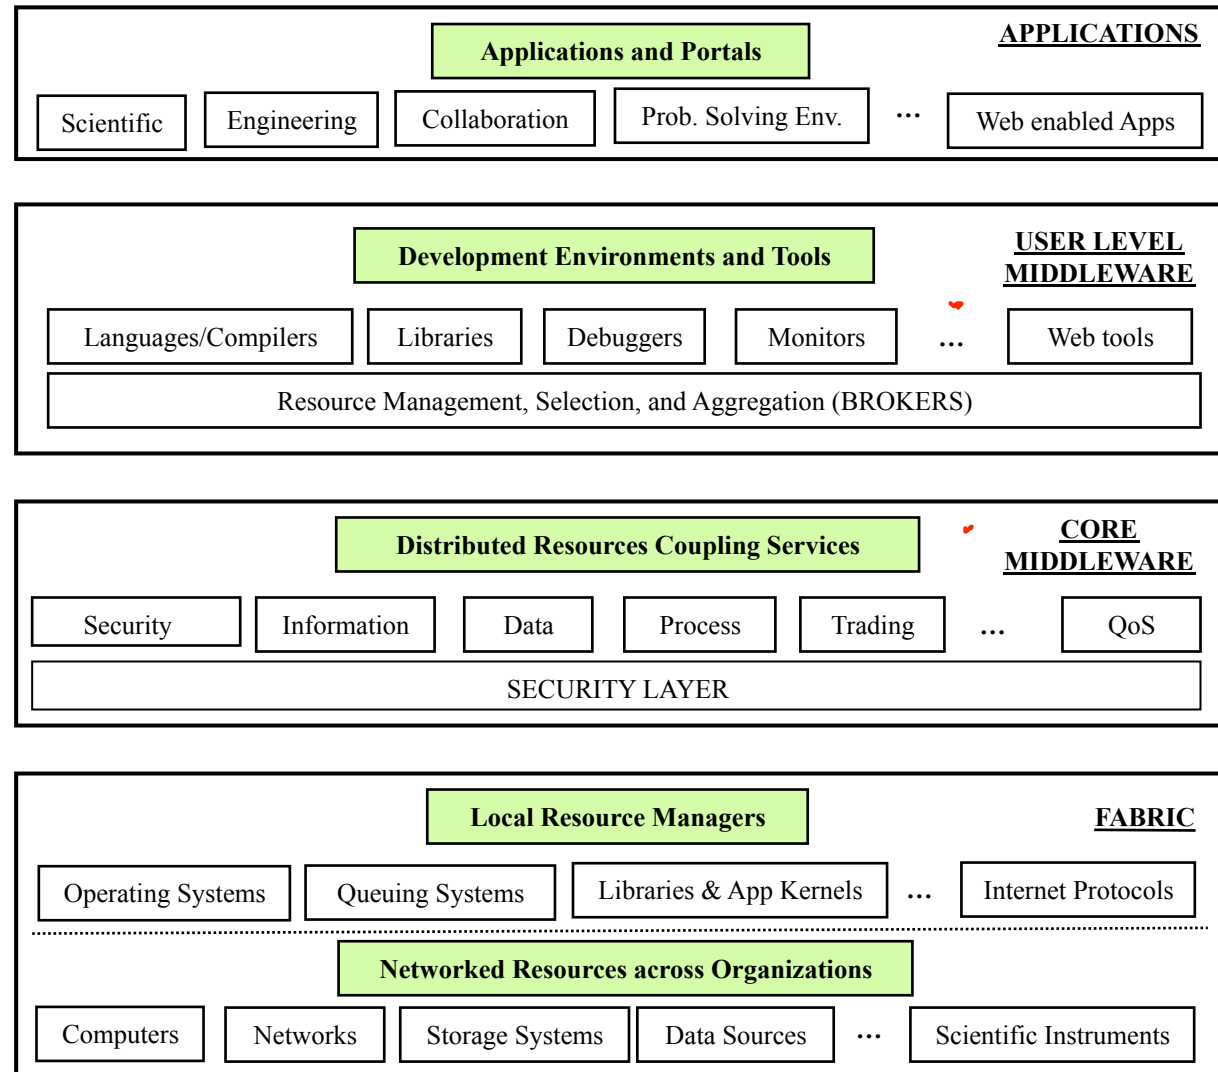 Applications and Portals
APPLICATIONS
Scientific
Engineering
Collaboration
Prob. Solving Env.
...
Web enabled Apps
Development Environments and Tools
USER LEVEL
MIDDLEWARE
Languages/Compilers
Libraries
Debuggers
Monitors
...
Web tools
Resource Management, Selection, and Aggregation (BROKERS)
Distributed Resources Coupling Services
CORE
MIDDLEWARE
Security
Information
Data
Process
Trading
...
QoS
SECURITY LAYER
Local Resource Managers
FABRIC
Operating Systems
Queuing Systems
Libraries & App Kernels
...
Internet Protocols
Networked Resources across Organizations
Computers
Networks
Storage Systems
Data Sources
...
Scientific Instruments